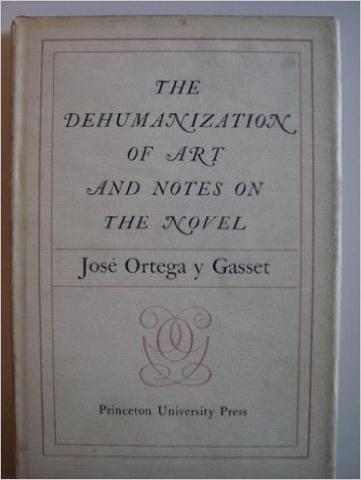 THE
DEHUMANIZATION
OF ART
AND NOTES ON
THE NOVEL
José Ortega y Gasset
Princeton University Press